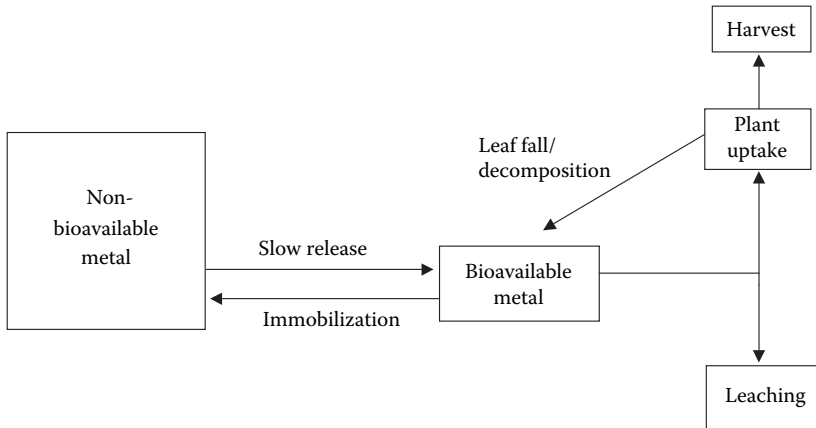 Harvest
Plant
uptake
Leaf fall/
decomposition
Non-
bioavailable
metal
Slow release
Bioavailable
metal
Immobilization
Leaching